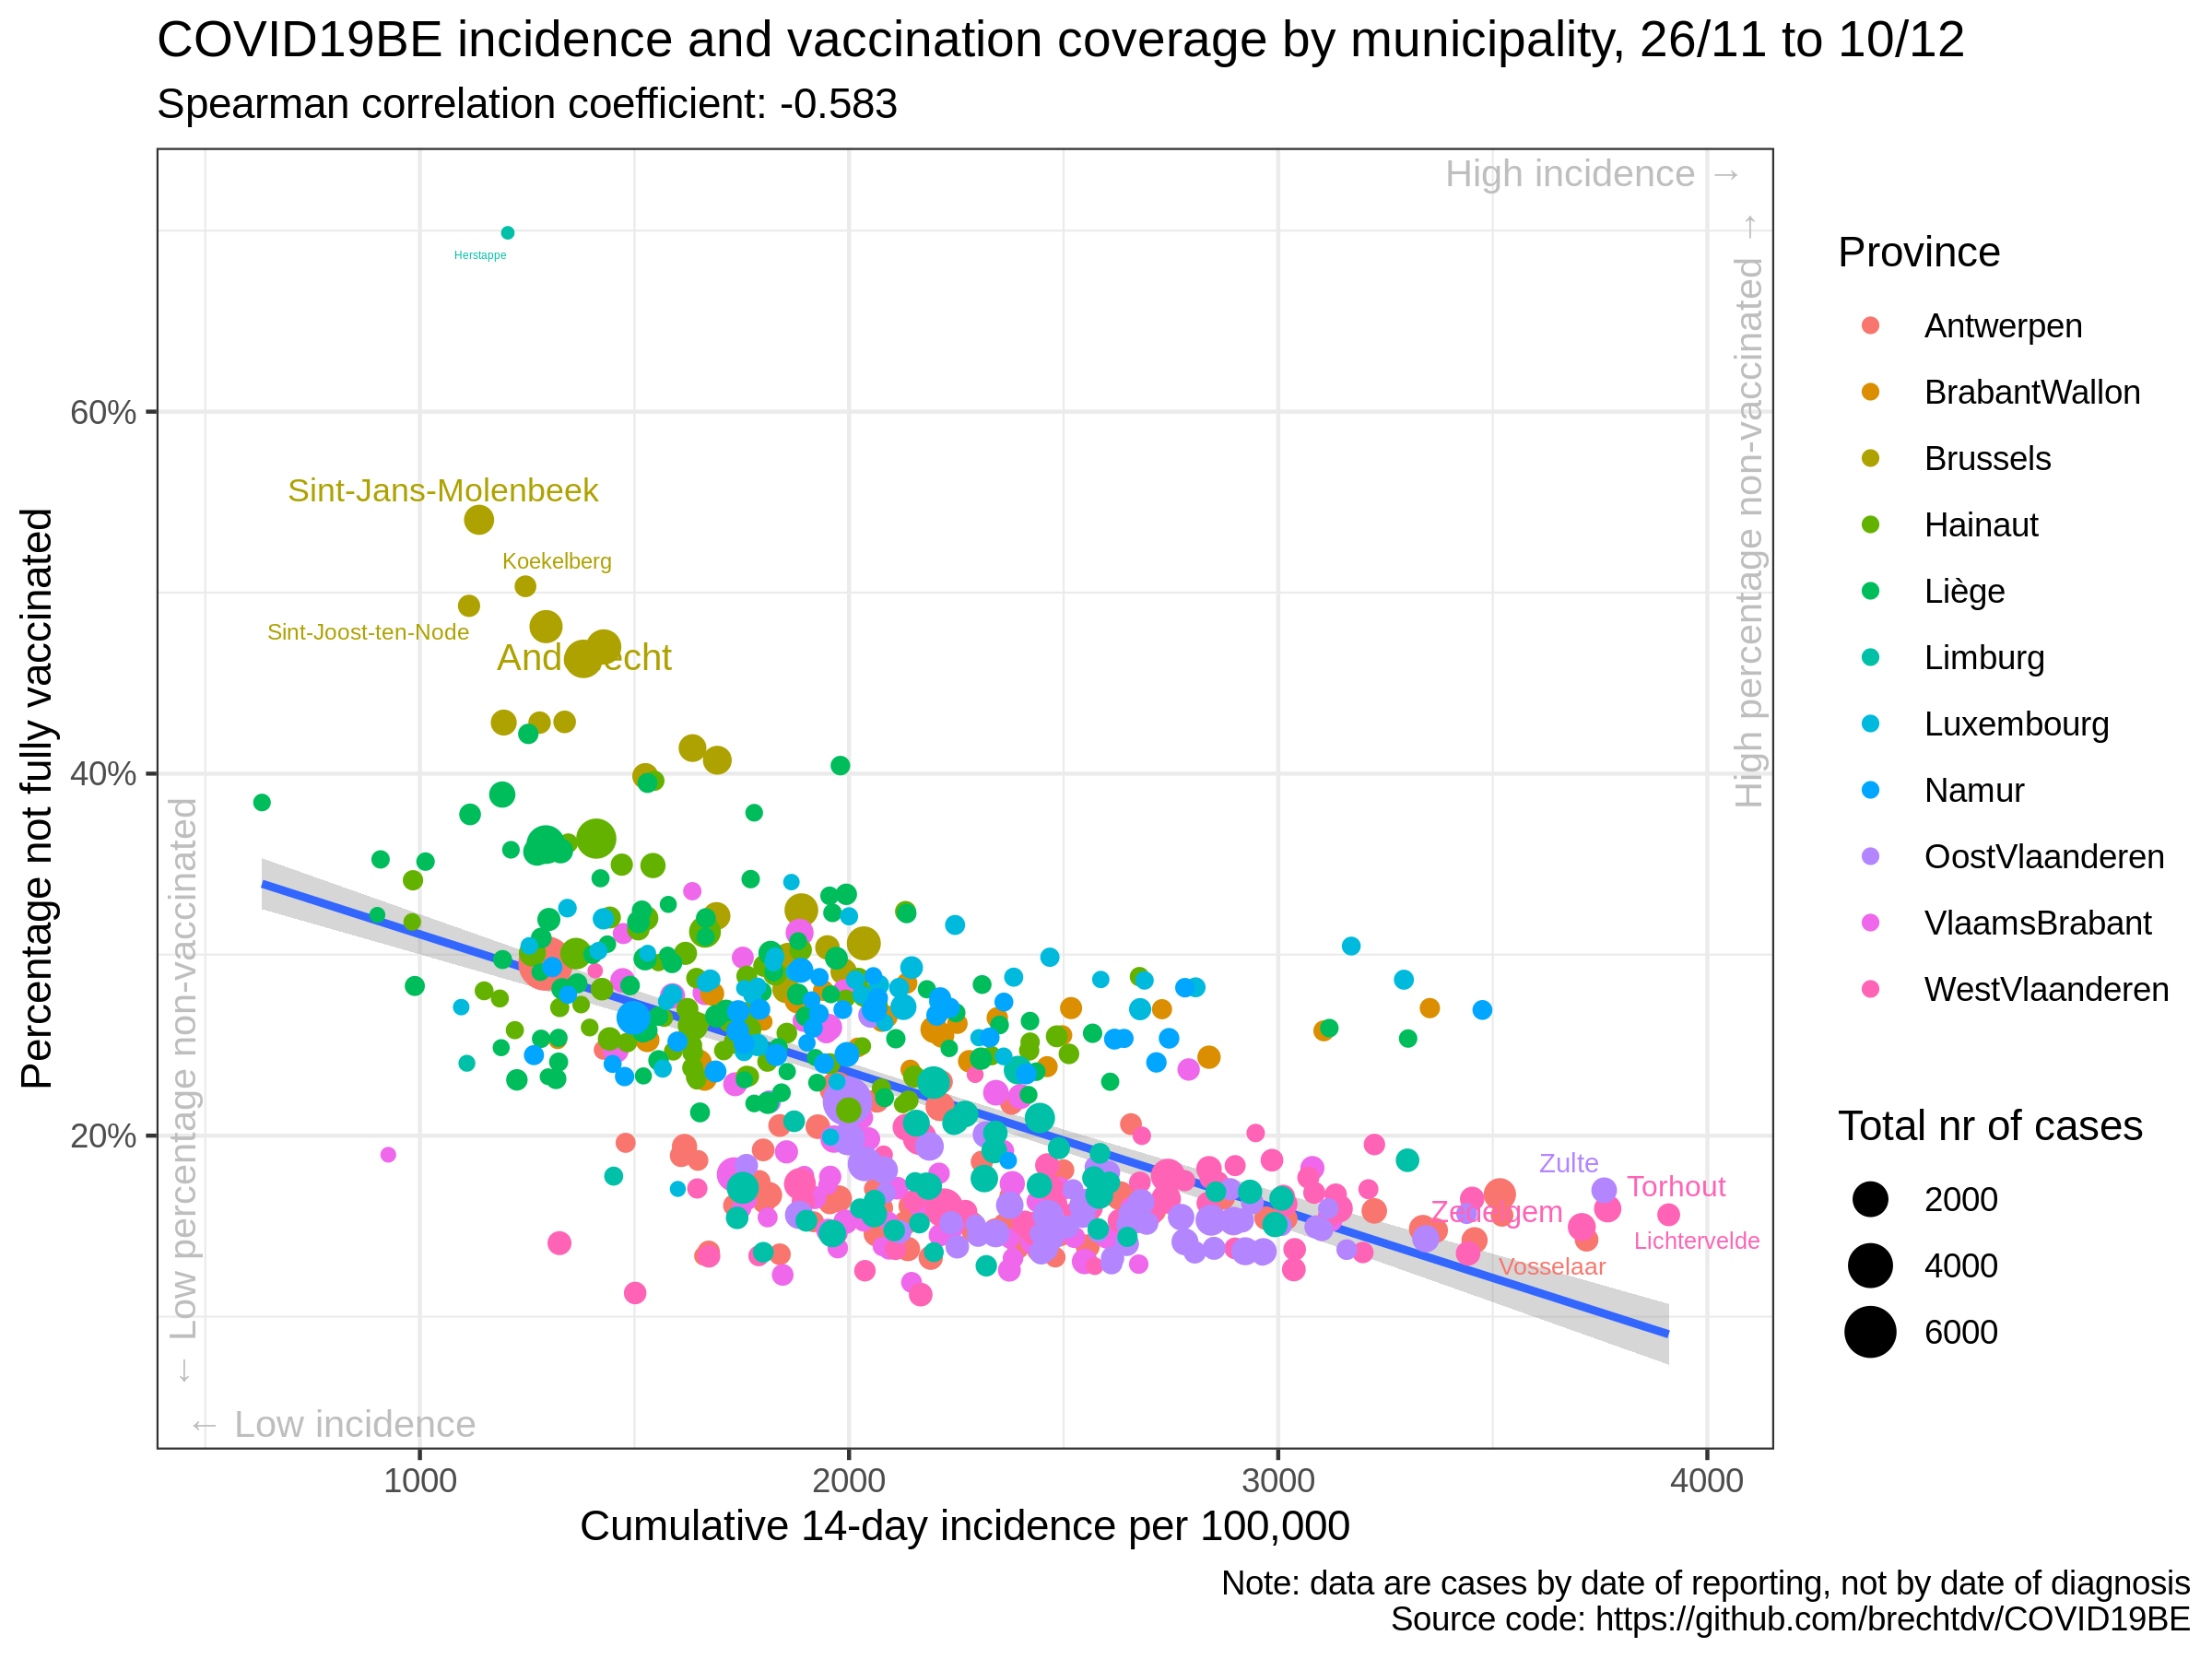 COVID19BE incidence and vaccination coverage by municipality, 26/11 to 10/12
Spearman correlation coefficient: -0.583
High incidence →
High percentage non-vaccinated →
Herstappe
Sint-Jans-Molenbeek
Koekelberg
Sint-Joost-ten-Node
And echt
Zulte
Torhout
Zedelgem
Lichtervelde
Vosselaar
← Low percentage non-vaccinated
← Low incidence
Percentage not fully vaccinated
60%
40%
20%
1000 2000 3000 4000
Cumulative 14-day incidence per 100,000
Province
Antwerpen
BrabantWallon
Brussels
Hainaut
Liège
Limburg
Luxembourg
Namur
OostVlaanderen
VlaamsBrabant
WestVlaanderen
Total nr of cases
2000
4000
6000
Note: data are cases by date of reporting, not by date of diagnosis
Source code: https://github.com/brechtdv/COVID19BE